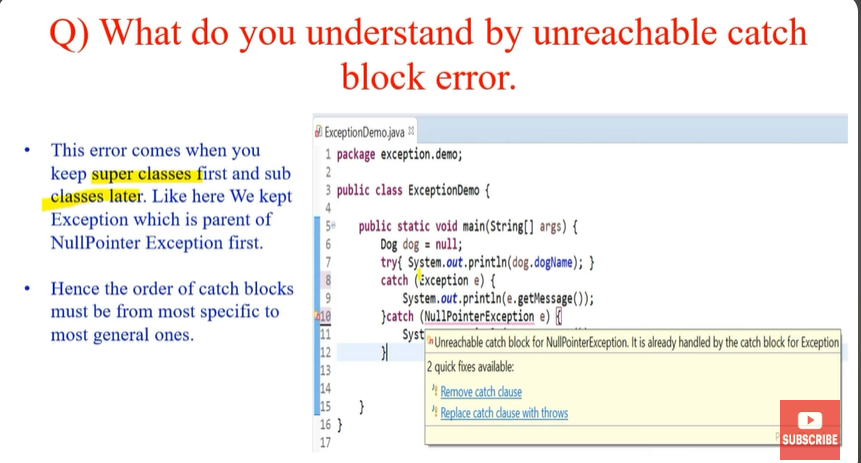 Q) What do you understand by unreachable catch
block error.
• This error comes when you
keep super classes first and sub
classes later. Like here We kept
Exception which is parent of
NullPointer Exception first.
• Hence the order of catch blocks
must be from most specific to
most general ones.
ExceptionDemo.java
1 package exception.demo;
2
3 public class ExceptionDemo {
4
5 public static void main(String[] args) {
6 Dog dog = null;
7 try{ System.out.println(dog.dogName); }
8 catch (Exception e) {
9 System.out.println(e.getMessage());
10 }catch (NullPointerException e) {
11 Syst
12 }
13
14
15 }
16 }
17
Unreachable catch block for NullPointerException. It is already handled by the catch block for Exception
2 quick fixes available:
Remove catch clause
Replace catch clause with throws
SUBSCRIBE